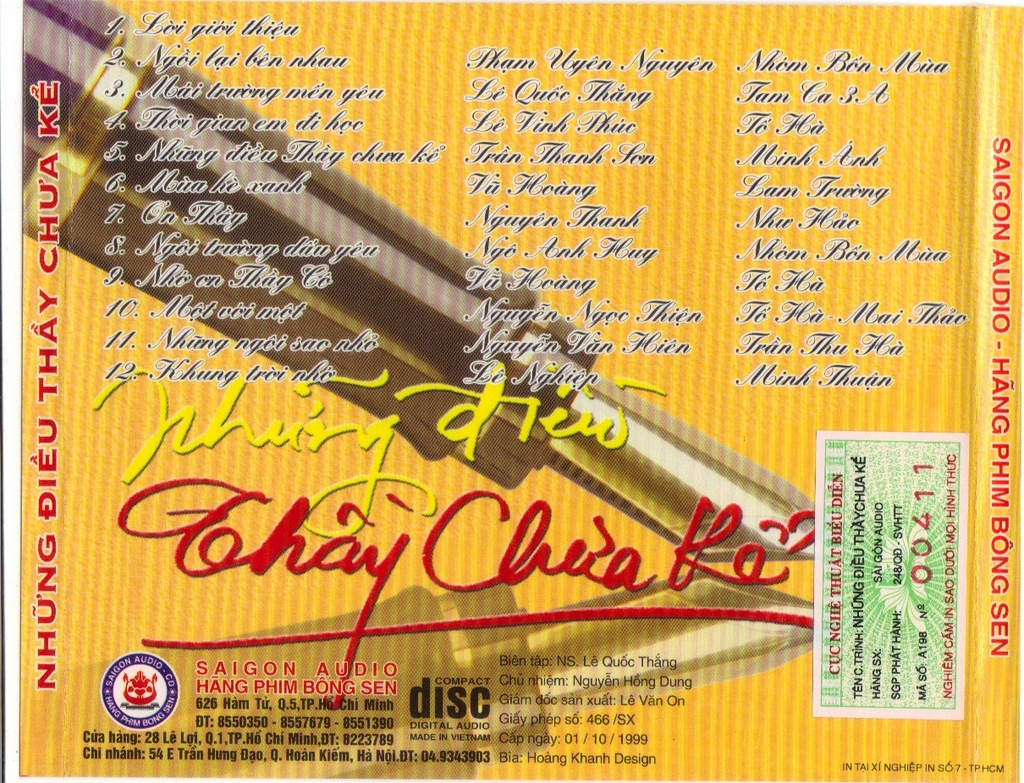 1. Lời giới thiệu
2. Ngồi lại bên nhau Phạm Uyên Nguyên Nhóm Bốn Mùa
3. Mái trường mến yêu Lê Quốc Thắng Tam Ca 3A
4. Thời gian em đi học Lê Vinh Phúc Tố Hà
5. Những điều Thầy chưa kể Trần Thanh Sơn Minh Ánh
6. Mùa hè xanh Vũ Hoàng Lam Trường
7. Ơn Thầy Nguyên Thanh Như Hảo
8. Ngôi trường dấu yêu Ngô Anh Huy Nhóm Bốn Mùa
9. Nhớ ơn Thầy Cô Vũ Hoàng Tố Hà
10. Một với một Nguyễn Ngọc Thiện Tố Hà - Mai Thảo
11. Những ngôi sao nhỏ Nguyễn Văn Hiên Trần Thu Hà
12. Khung trời nhớ Lê Nghiệp Minh Thuận
NHỮNG ĐIỀU THẦY CHƯA KỂ
Những điều
Thầy Chưa Kể
SAIGON AUDIO - HÃNG PHIM BÔNG SEN
CỤC NGHỆ THUẬT BIỂU DIỄN
TÊN C.TRÌNH: NHỮNG ĐIỀU THẦY CHƯA KỂ
HÃNG SX: SÀI GÒN AUDIO
SGP PHÁT HÀNH: 248/QĐ - SVHTT
MÃ SỐ: A198 Nº 00411
NGHIÊM CẤM IN SAO DƯỚI MỌI HÌNH THỨC
SAIGON AUDIO CO
HÃNG PHIM BÔNG SEN
SAIGON AUDIO
HÃNG PHIM BÔNG SEN
626 Hàm Tử, Q.5,TP.Hồ Chí Minh
ĐT: 8550350 - 8557679 - 8551390
Cửa hàng: 28 Lê Lợi, Q.1,TP.Hồ Chí Minh,ĐT: 8223789
Chi nhánh: 54 E Trần Hưng Đạo, Q. Hoàn Kiếm, Hà Nội.ĐT: 04.9343903
COMPACT
disc
DIGITAL AUDIO
MADE IN VIETNAM
Biên tập: NS. Lê Quốc Thắng
Chủ nhiệm: Nguyễn Hồng Dung
Giám đốc sản xuất: Lê Văn On
Giấy phép số: 466 /SX
Cấp ngày: 01 / 10 / 1999
Bìa: Hoàng Khanh Design
IN TẠI XÍ NGHIỆP IN SỐ 7 - TP.HCM